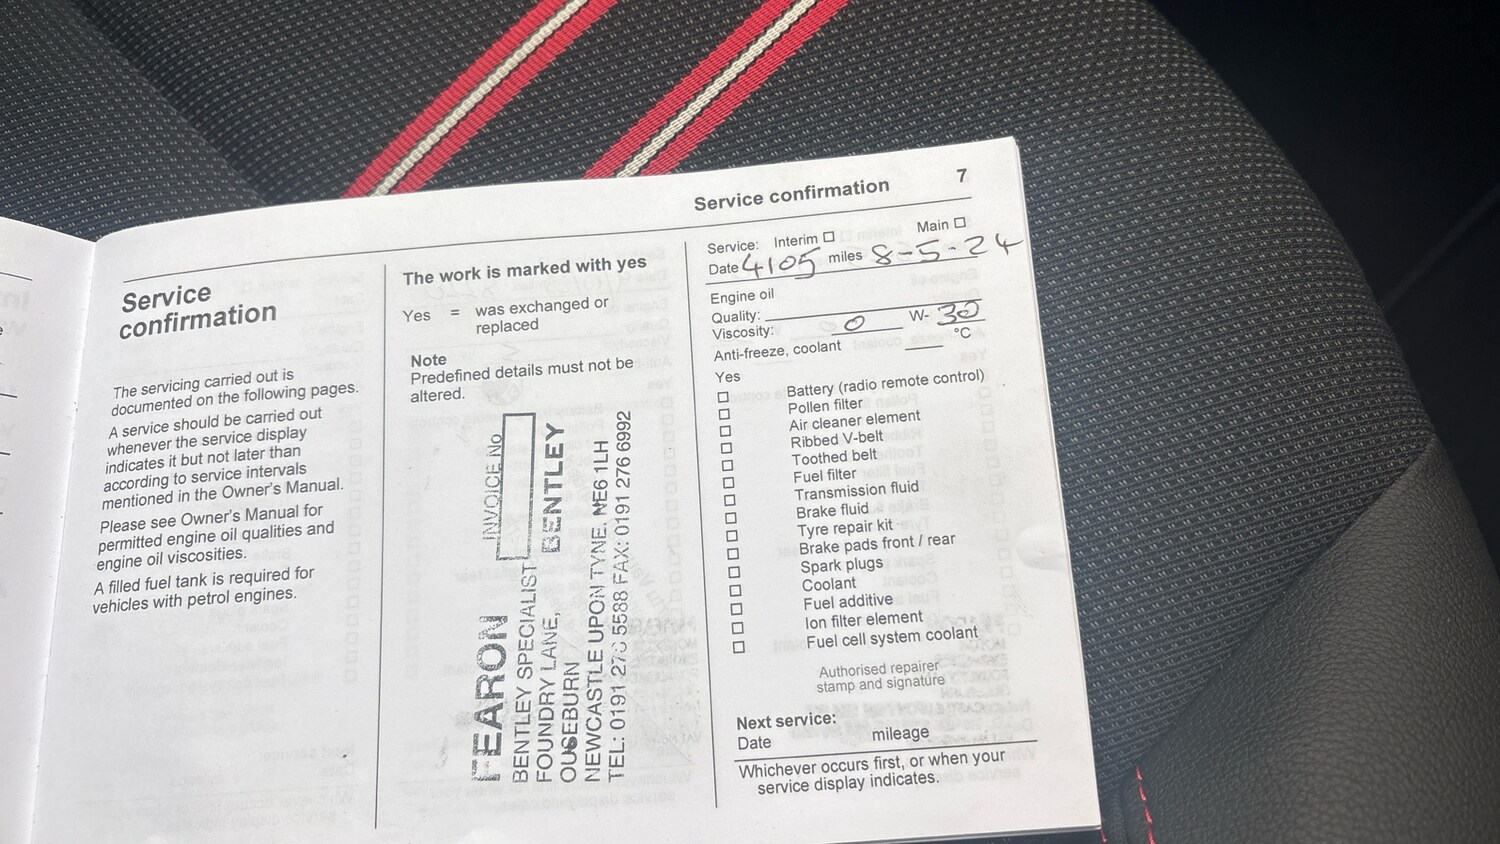 Service confirmation 7
Service
confirmation
The servicing carried out is
documented on the following pages.
A service should be carried out
whenever the service display
indicates it but not later than
according to service intervals
mentioned in the Owner's Manual.
Please see Owner's Manual for
permitted engine oil qualities and
engine oil viscosities.
A filled fuel tank is required for
vehicles with petrol engines.
The work is marked with yes
Yes = was exchanged or
replaced
Note
Predefined details must not be
altered.
HEARON INVOICE No
BENTLEY SPECIALIST
FOUNDRY LANE, BENTLEY
OUSEBURN
NEWCASTLE UPON TYNE. NE6 1LH
TEL: 0191 276 5588 FAX: 0191 276 6992
Service: Interim Main
Date 4105 miles 8-5-24
Engine oil
Quality:
Viscosity: 0 W- 30
Anti-freeze, coolant °C
Yes
Battery (radio remote control)
Pollen filter
Air cleaner element
Ribbed V-belt
Toothed belt
Fuel filter
Transmission fluid
Brake fluid
Tyre repair kit
Brake pads front / rear
Spark plugs
Coolant
Fuel additive
Ion filter element
Fuel cell system coolant
Authorised repairer
stamp and signature
Next service:
Date mileage
Whichever occurs first, or when your
service display indicates.